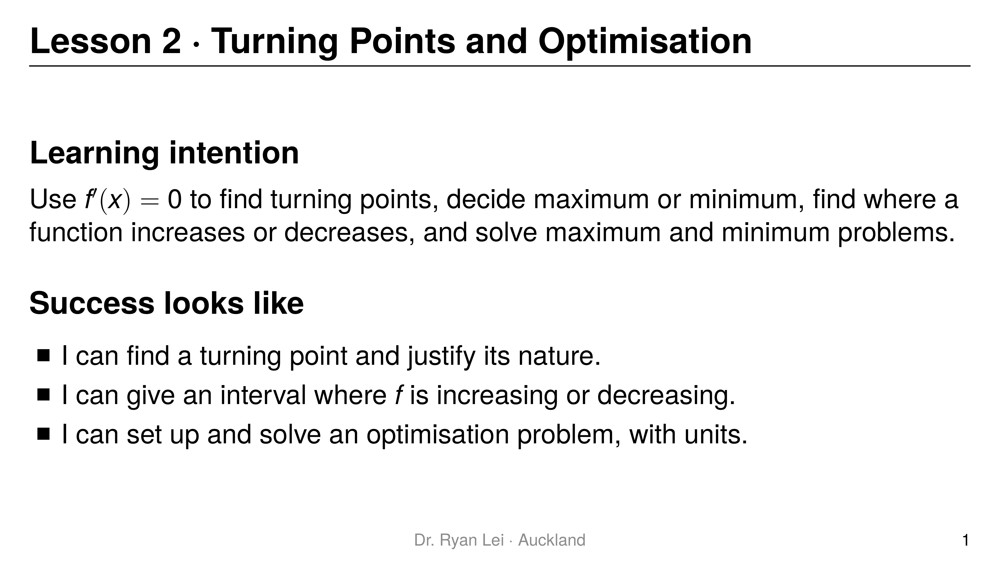 Lesson 2 · Turning Points and Optimisation
Learning intention
Use f′(x) = 0 to find turning points, decide maximum or minimum, find where a
function increases or decreases, and solve maximum and minimum problems.
Success looks like
■ I can find a turning point and justify its nature.
■ I can give an interval where f is increasing or decreasing.
■ I can set up and solve an optimisation problem, with units.
Dr. Ryan Lei · Auckland
1